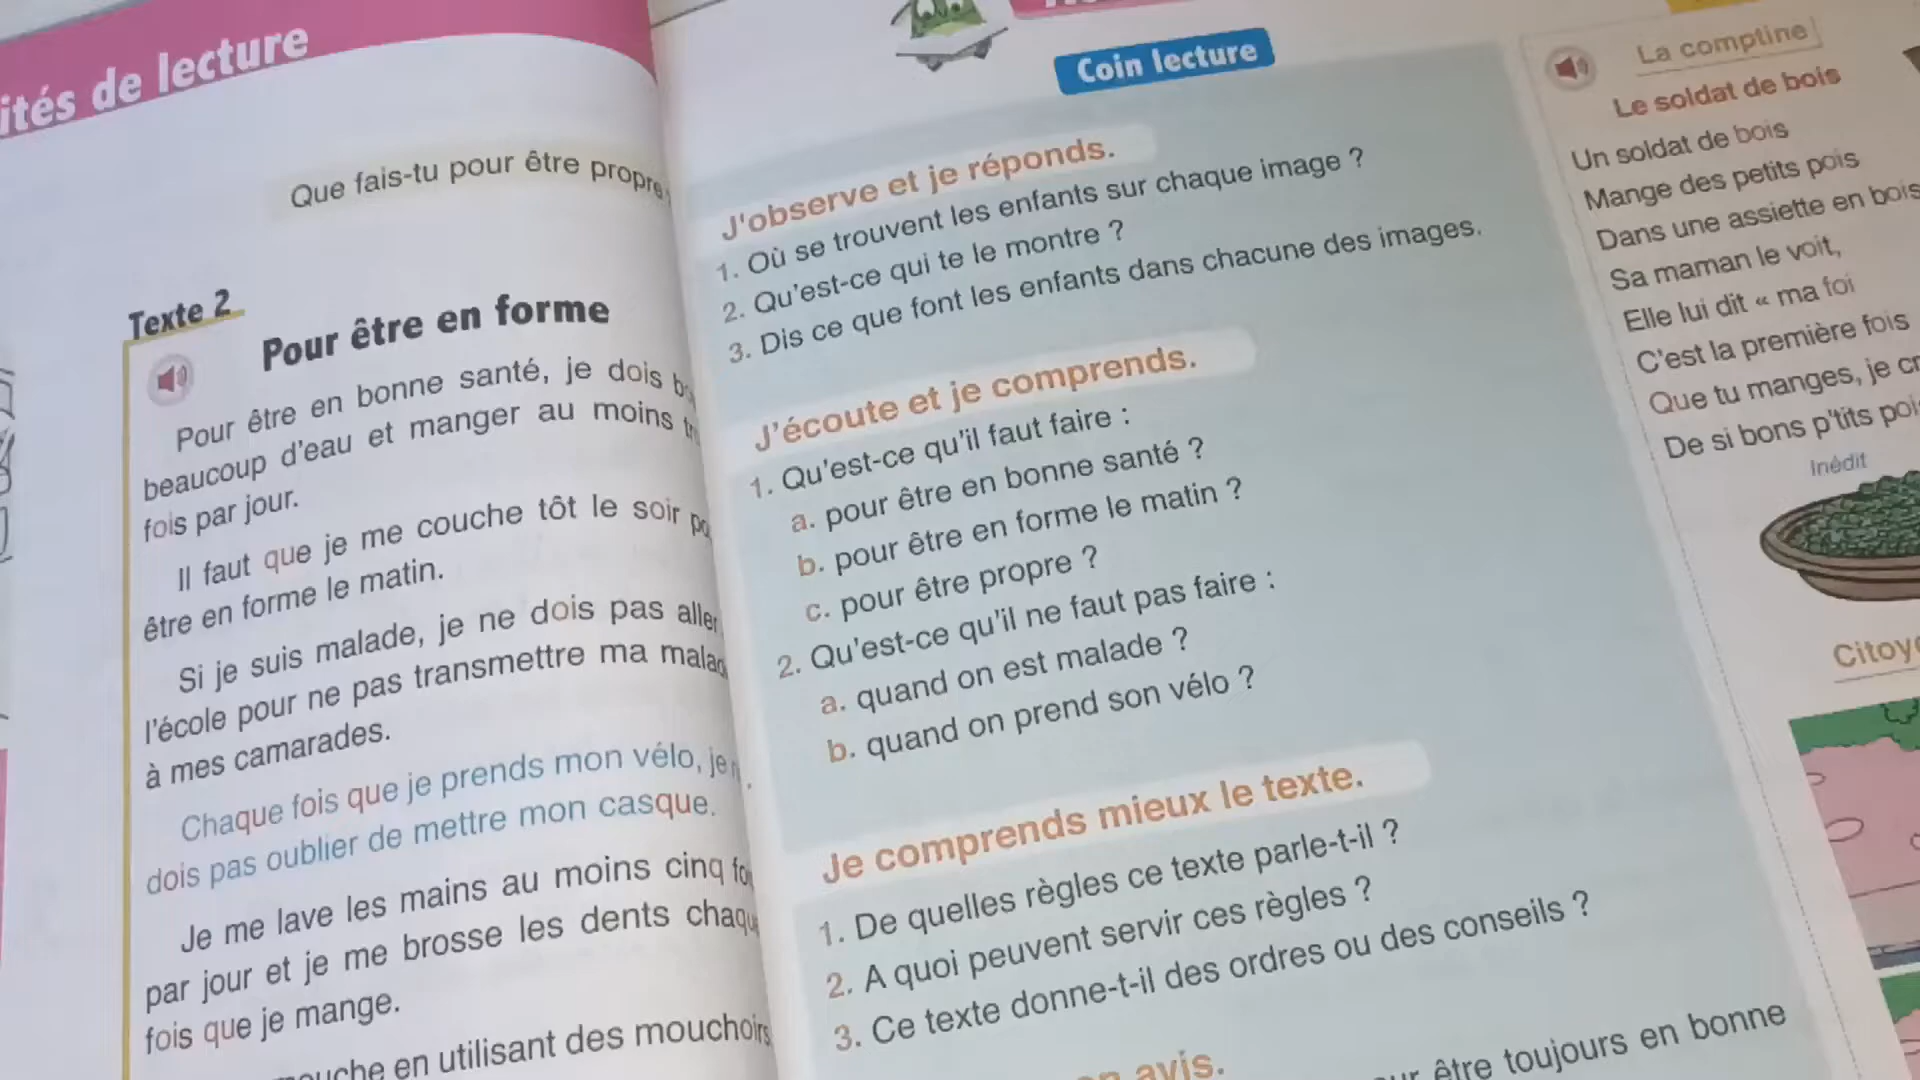 ités de lecture
Que fais-tu pour être propre
Texte 2
Pour être en forme
Pour être en bonne santé, je dois
beaucoup d'eau et manger au moins
fois par jour.
Il faut que je me couche tôt le soir
être en forme le matin.
Si je suis malade, je ne dois pas aller
l'école pour ne pas transmettre ma
à mes camarades.
Chaque fois que je prends mon vélo, je
dois pas oublier de mettre mon casque.
Je me lave les mains au moins cinq
par jour et je me brosse les dents
fois que je mange.
en utilisant des mouchoirs
Coin lecture
J'observe et je réponds.
1. Où se trouvent les enfants sur chaque image ?
2. Qu'est-ce qui te le montre ?
3. Dis ce que font les enfants dans chacune des images.
J'écoute et je comprends.
1. Qu'est-ce qu'il faut faire :
a. pour être en bonne santé ?
b. pour être en forme le matin ?
c. pour être propre ?
2. Qu'est-ce qu'il ne faut pas faire :
a. quand on est malade ?
b. quand on prend son vélo ?
Je comprends mieux le texte.
1. De quelles règles ce texte parle-t-il ?
2. A quoi peuvent servir ces règles ?
3. Ce texte donne-t-il des ordres ou des conseils ?
avis.
être toujours en bonne
La comptine
Le soldat de bois
Un soldat de bois
Mange des petits pois
Dans une assiette en bois
Sa maman le voit,
Elle lui dit « ma foi
C'est la première fois
Que tu manges, je
De si bons p'tits
Inédit